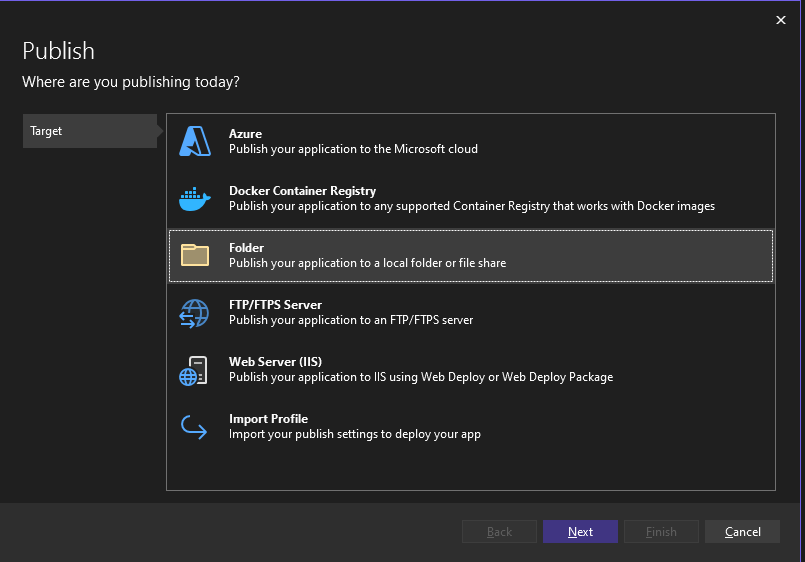 Publish
Where are you publishing today?
Target
Azure
Publish your application to the Microsoft cloud
Docker Container Registry
Publish your application to any supported Container Registry that works with Docker images
Folder
Publish your application to a local folder or file share
FTP/FTPS Server
Publish your application to an FTP/FTPS server
Web Server (IIS)
Publish your application to IIS using Web Deploy or Web Deploy Package
Import Profile
Import your publish settings to deploy your app
Back
Next
Finish
Cancel